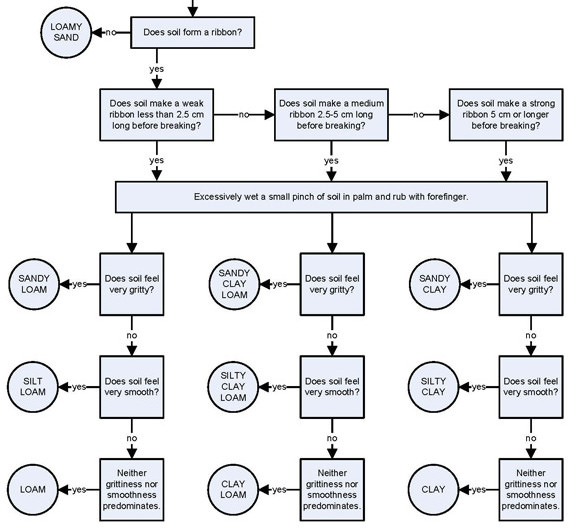 LOAMY
SAND
no
Does soil form a ribbon?
yes
Does soil make a weak
ribbon less than 2.5 cm
long before breaking?
no
Does soil make a medium
ribbon 2.5-5 cm long
before breaking?
no
Does soil make a strong
ribbon 5 cm or longer
before breaking?
yes
yes
yes
Excessively wet a small pinch of soil in palm and rub with forefinger.
SANDY
LOAM
yes
Does soil feel
very gritty?
SANDY
CLAY
LOAM
yes
Does soil feel
very gritty?
SANDY
CLAY
yes
Does soil feel
very gritty?
no
no
no
SILT
LOAM
yes
Does soil feel
very smooth?
SILTY
CLAY
LOAM
yes
Does soil feel
very smooth?
SILTY
CLAY
yes
Does soil feel
very smooth?
no
no
no
LOAM
yes
Neither
grittiness nor
smoothness
predominates.
CLAY
LOAM
yes
Neither
grittiness nor
smoothness
predominates.
CLAY
yes
Neither
grittiness nor
smoothness
predominates.